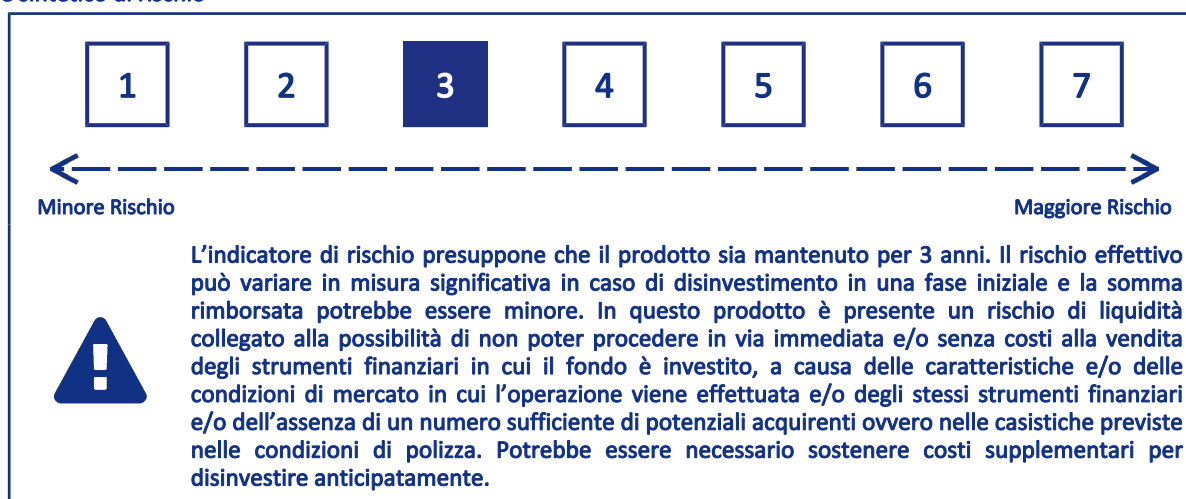 1 2 3 4 5 6 7
Minore Rischio Maggiore Rischio
L'indicatore di rischio presuppone che il prodotto sia mantenuto per 3 anni. Il rischio effettivo
può variare in misura significativa in caso di disinvestimento in una fase iniziale e la somma
rimborsata potrebbe essere minore. In questo prodotto è presente un rischio di liquidità
collegato alla possibilità di non poter procedere in via immediata e/o senza costi alla vendita
degli strumenti finanziari in cui il fondo è investito, a causa delle caratteristiche e/o delle
condizioni di mercato in cui l'operazione viene effettuata e/o degli stessi strumenti finanziari
e/o dell'assenza di un numero sufficiente di potenziali acquirenti ovvero nelle casistiche previste
nelle condizioni di polizza. Potrebbe essere necessario sostenere costi supplementari per
disinvestire anticipatamente.